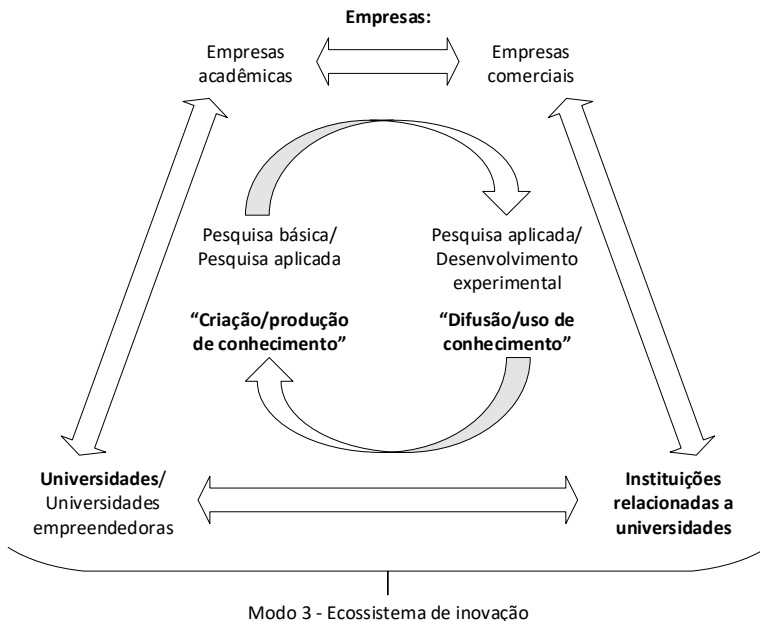 Empresas:
Empresas
acadêmicas
Empresas
comerciais
Pesquisa básica/
Pesquisa aplicada
Pesquisa aplicada/
Desenvolvimento
experimental
“Criação/produção
de conhecimento”
“Difusão/uso de
conhecimento”
Universidades/
Universidades
empreendedoras
Instituições
relacionadas a
universidades
Modo 3 - Ecossistema de inovação